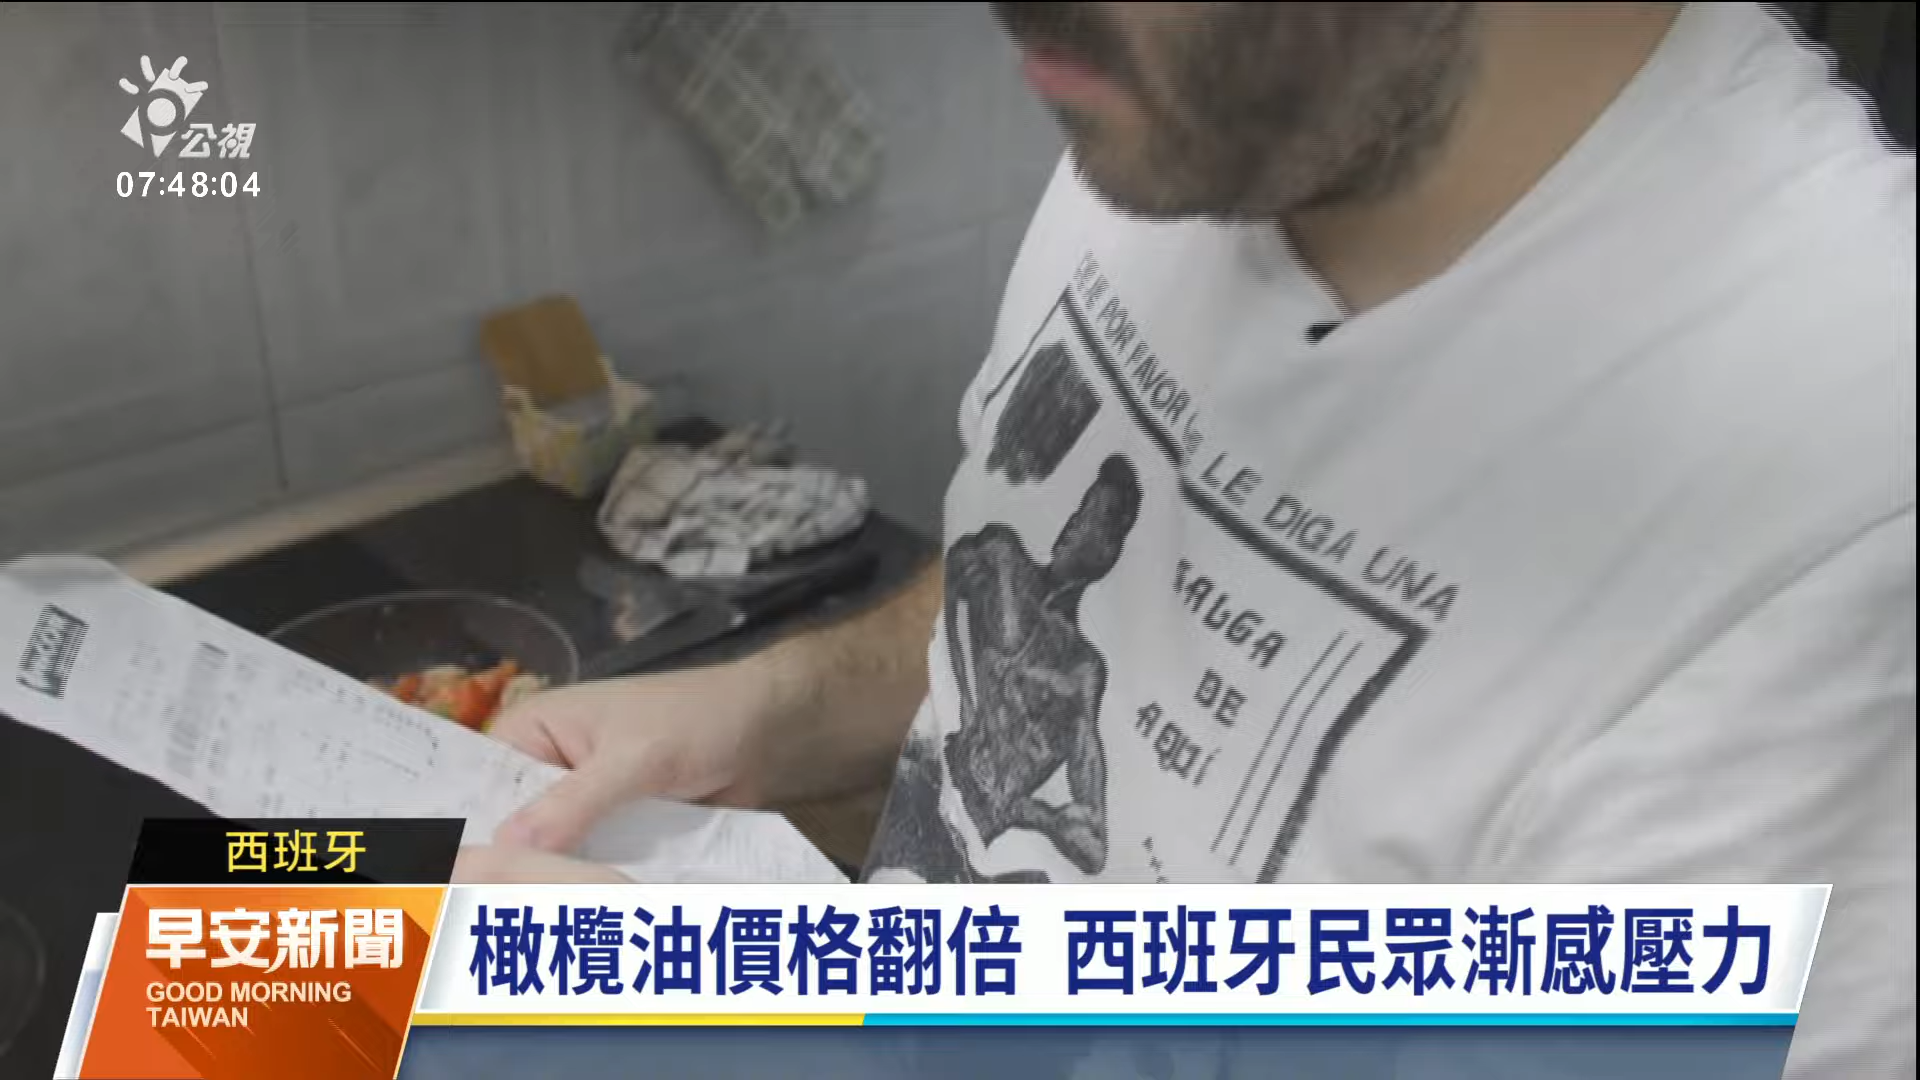 公視
07:48:04
POR FAVOR
LE DIGA UNA
SALGA
DE
AQUÍ
西班牙
早安新聞
GOOD MORNING
TAIWAN
橄欖油價格翻倍 西班牙民眾漸感壓力